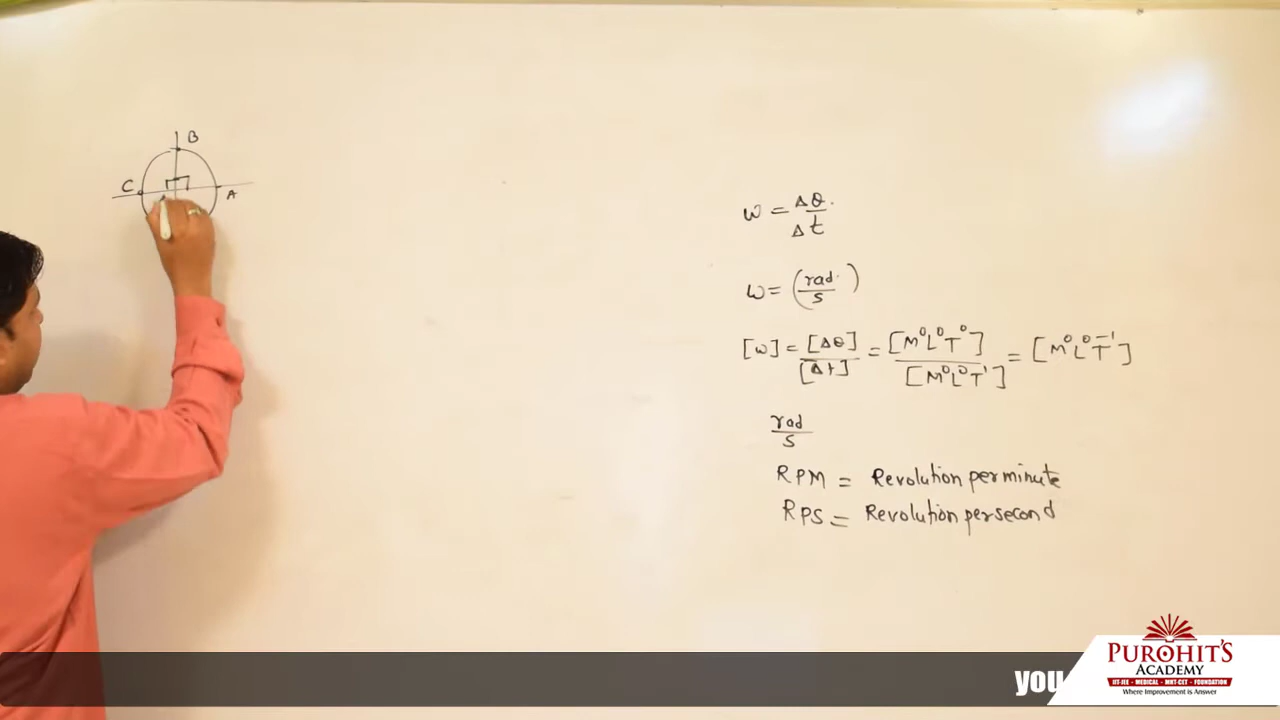 B
C
A
ω = Δθ. / Δt
ω = (rad. / s)
[ω] = [Δθ] / [Δt] = [M⁰L⁰T⁰] / [M⁰L⁰T¹] = [M⁰L⁰T⁻¹]
rad / s
RPM = Revolution per minute
RPS = Revolution per second
you
PUROHIT'S
ACADEMY
IIT-JEE - MEDICAL - MHT-CET - FOUNDATION
Where Improvement is Answer